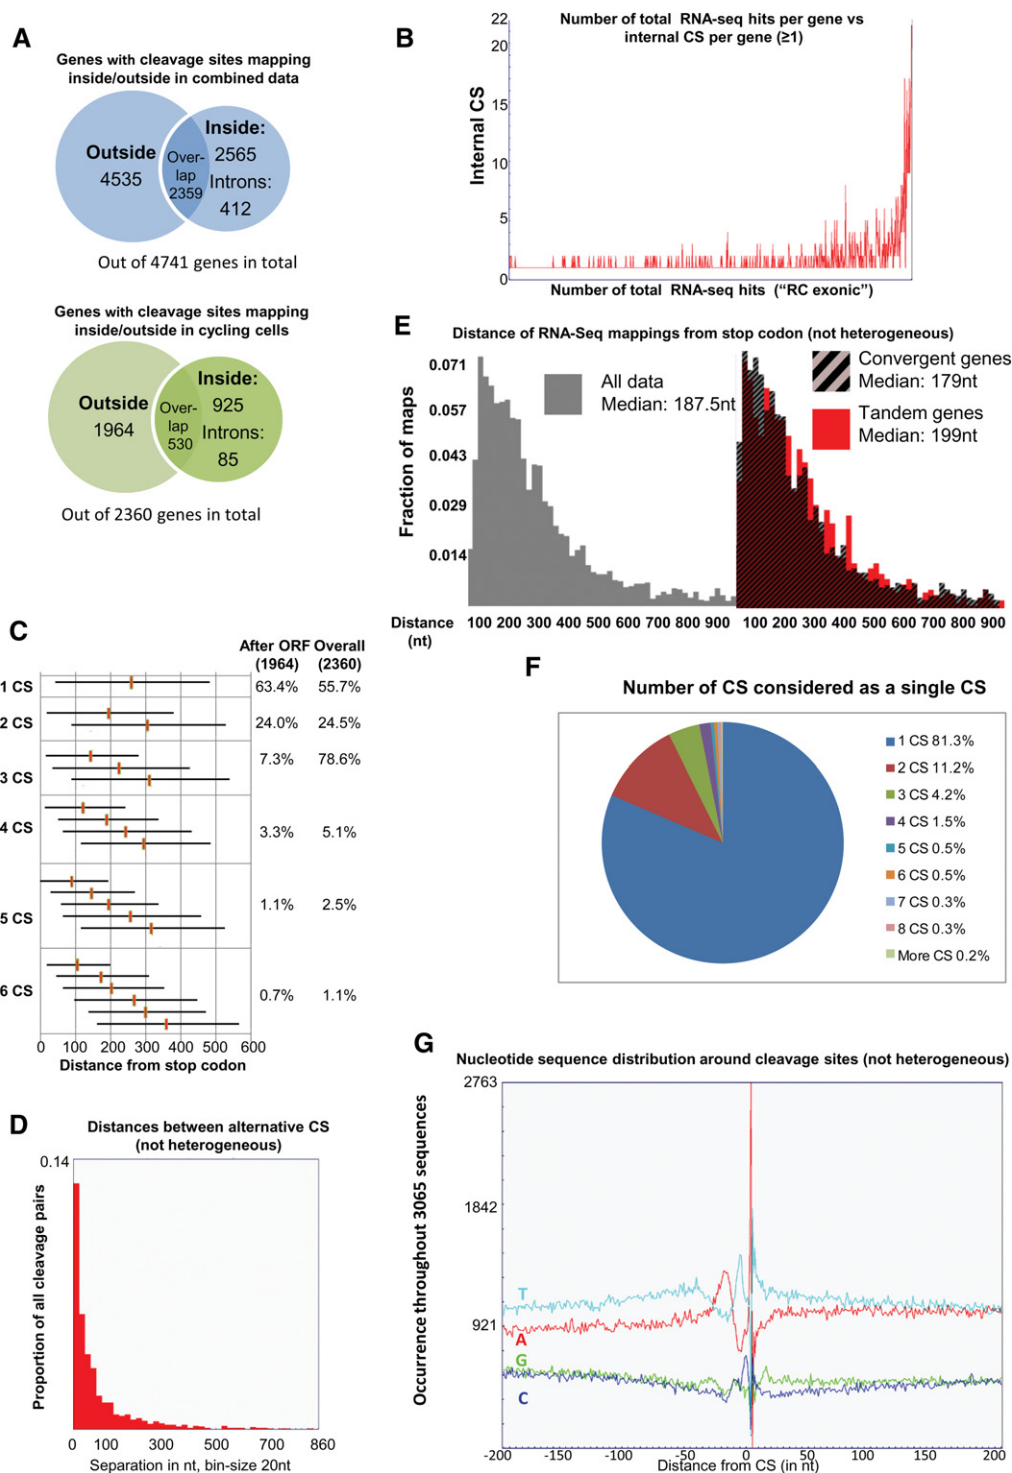 A
Genes with cleavage sites mapping
inside/outside in combined data
Outside
4535
Over-
lap
2359
Inside:
2565
Introns:
412
Out of 4741 genes in total
Genes with cleavage sites mapping
inside/outside in cycling cells
Outside
1964
Over-
lap
530
Inside:
925
Introns:
85
Out of 2360 genes in total
B
Number of total RNA-seq hits per gene vs
internal CS per gene (≥1)
Internal CS
22
20
15
10
5
0
Number of total RNA-seq hits ("RC exonic")
E
Distance of RNA-Seq mappings from stop codon (not heterogeneous)
Fraction of maps
0.071
0.057
0.043
0.029
0.014
All data
Median: 187.5nt
Convergent genes
Median: 179nt
Tandem genes
Median: 199nt
Distance
(nt)
100 200 300 400 500 600 700 800 900
100 200 300 400 500 600 700 800 900
C
After ORF Overall
(1964) (2360)
1 CS 63.4% 55.7%
2 CS 24.0% 24.5%
3 CS 7.3% 78.6%
4 CS 3.3% 5.1%
5 CS 1.1% 2.5%
6 CS 0.7% 1.1%
0 100 200 300 400 500 600
Distance from stop codon
F
Number of CS considered as a single CS
1 CS 81.3%
2 CS 11.2%
3 CS 4.2%
4 CS 1.5%
5 CS 0.5%
6 CS 0.5%
7 CS 0.3%
8 CS 0.3%
More CS 0.2%
D
Distances between alternative CS
(not heterogeneous)
Proportion of all cleavage pairs
0.14
0 100 300 500 700 860
Separation in nt, bin-size 20nt
G
Nucleotide sequence distribution around cleavage sites (not heterogeneous)
Occurrence throughout 3065 sequences
2763
1842
921
T
A
G
C
-200 -150 -100 -50 0 50 100 150 200
Distance from CS (in nt)